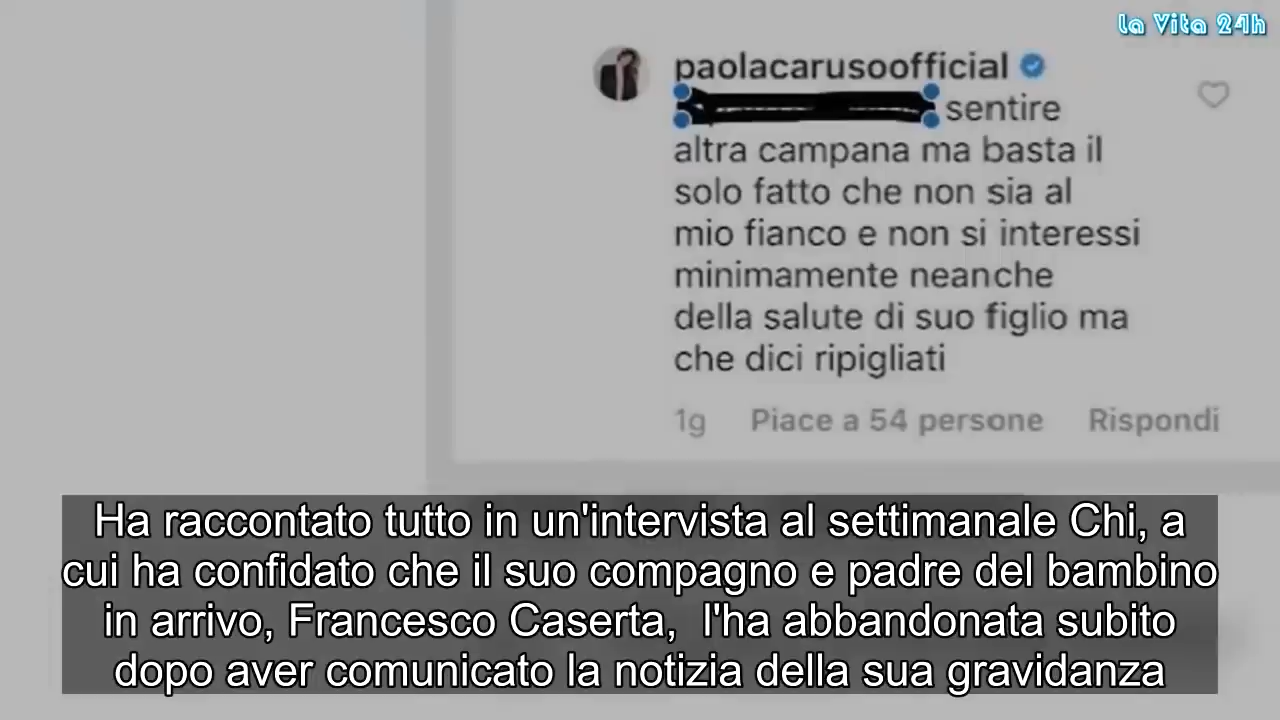 la Vita 24h
paolacarusoofficial
sentire
altra campana ma basta il
solo fatto che non sia al
mio fianco e non si interessi
minimamente neanche
della salute di suo figlio ma
che dici ripigliati
1g Piace a 54 persone Rispondi
Ha raccontato tutto in un'intervista al settimanale Chi, a
cui ha confidato che il suo compagno e padre del bambino
in arrivo, Francesco Caserta, l'ha abbandonata subito
dopo aver comunicato la notizia della sua gravidanza